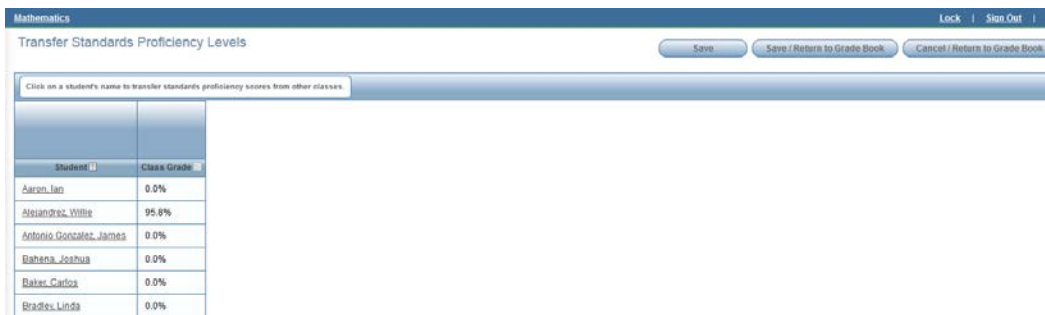 Mathematics Lock | Sign Out |
Transfer Standards Proficiency Levels Save Save / Return to Grade Book Cancel / Return to Grade Book
Click on a student's name to transfer standards proficiency scores from other classes.
Student Class Grade
Aaron, Ian 0.0%
Alejandrez, Willie 95.8%
Antonio Gonzalez, James 0.0%
Bahena, Joshua 0.0%
Baker, Carlos 0.0%
Bradley, Linda 0.0%